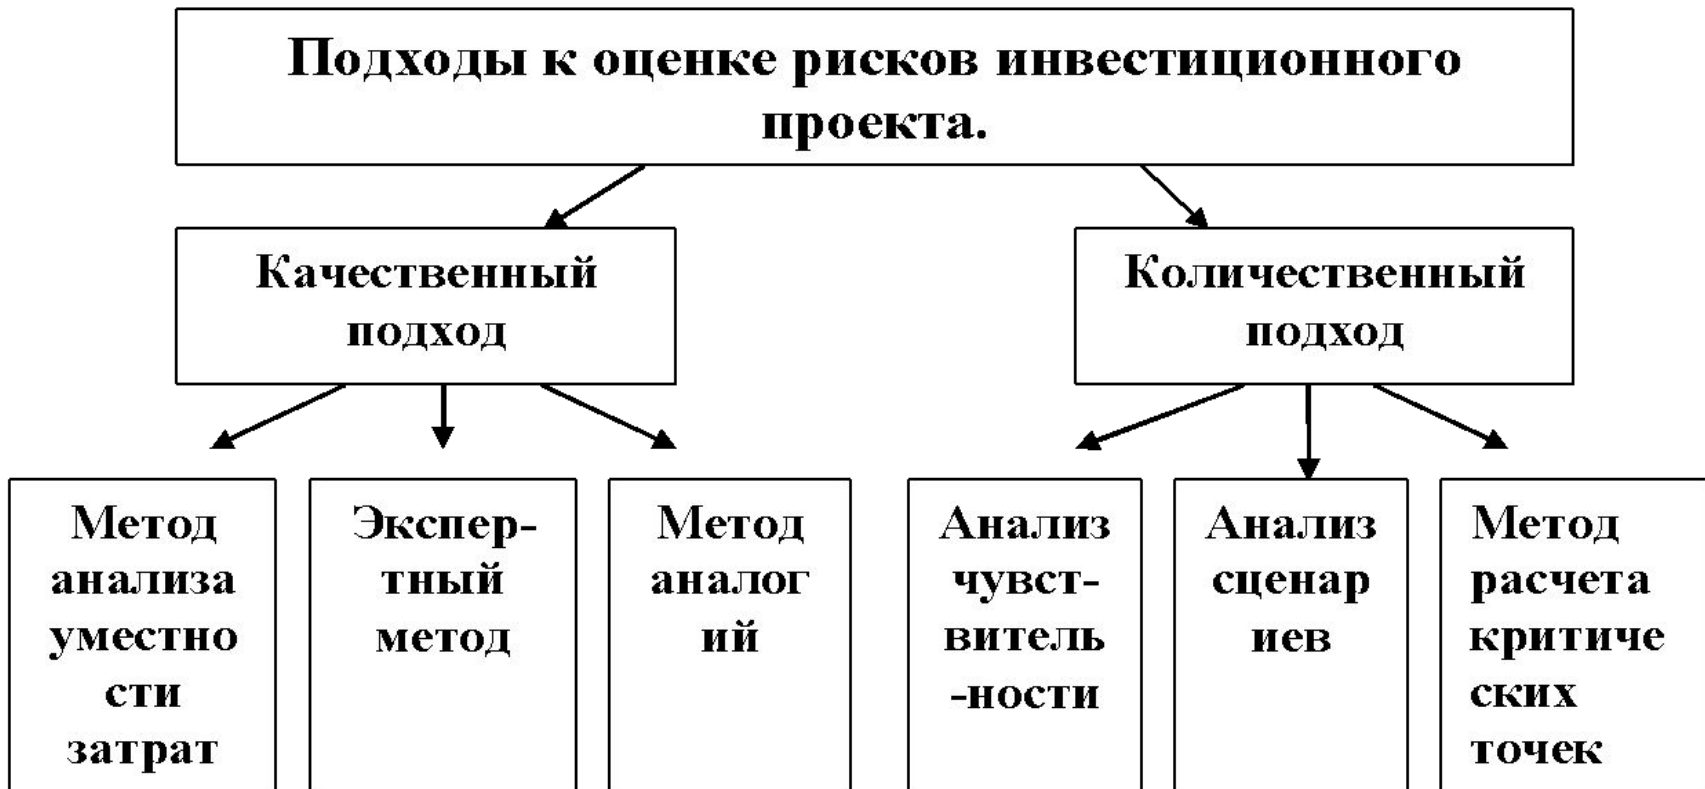 Подходы к оценке рисков инвестиционного
проекта.
Качественный
подход
Количественный
подход
Метод
анализа
уместно
сти
затрат
Экспер-
тный
метод
Метод
аналог
ий
Анализ
чувст-
витель
-ности
Анализ
сценар
иев
Метод
расчета
критиче
ских
точек